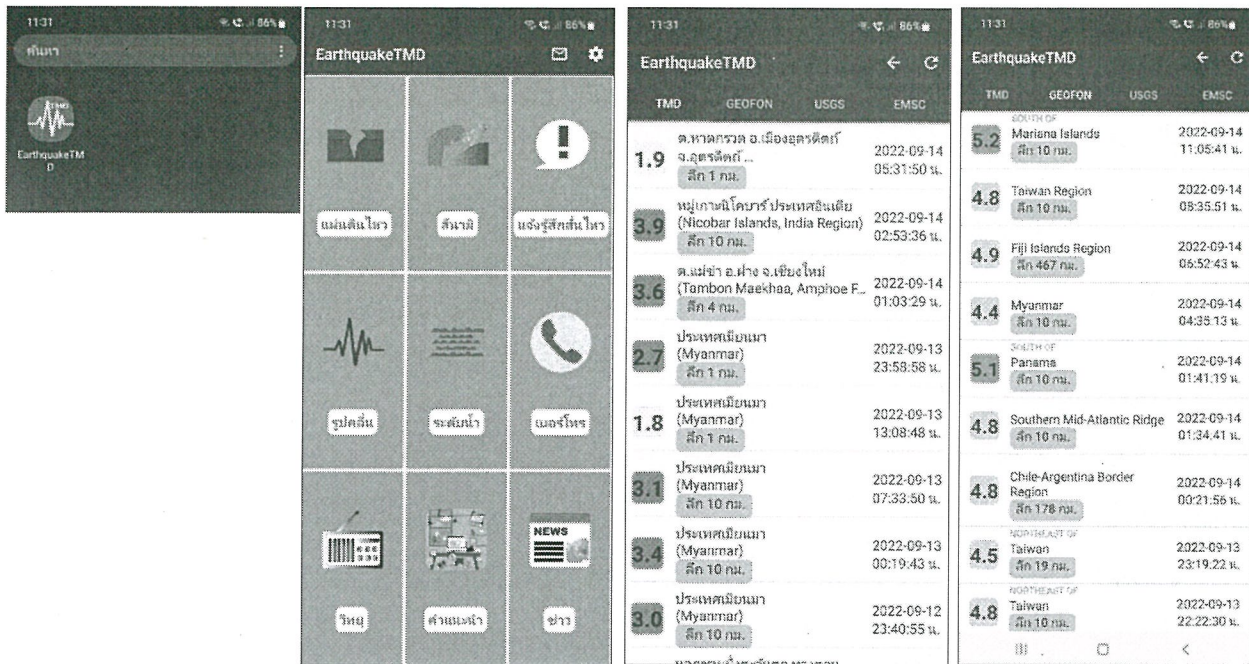 11:31
86%
ค้นหา
EarthquakeTM
D
11:31
86%
EarthquakeTMD
แผ่นดินไหว
สึนามิ
แจ้งรู้สึกสั่นไหว
รูปคลื่น
ระดับน้ำ
เบอร์โทร
NEWS
วิทยุ
คำแนะนำ
ข่าว
11:31
86%
EarthquakeTMD
TMD GEOFON USGS EMSC
ต.หาดกรวด อ.เมืองอุตรดิตถ์
จ.อุตรดิตถ์ ...
1.9
ลึก 1 กม.
2022-09-14
05:31:50 น.
หมู่เกาะนิโคบาร์ ประเทศอินเดีย
(Nicobar Islands, India Region)
3.9
ลึก 10 กม.
2022-09-14
02:53:36 น.
ต.แม่ข่า อ.ฝาง จ.เชียงใหม่
(Tambon Maekhaa, Amphoe F...
3.6
ลึก 4 กม.
2022-09-14
01:03:29 น.
ประเทศเมียนมา
(Myanmar)
2.7
ลึก 1 กม.
2022-09-13
23:58:58 น.
ประเทศเมียนมา
(Myanmar)
1.8
ลึก 1 กม.
2022-09-13
13:08:48 น.
ประเทศเมียนมา
(Myanmar)
3.1
ลึก 10 กม.
2022-09-13
07:33:50 น.
ประเทศเมียนมา
(Myanmar)
3.4
ลึก 10 กม.
2022-09-13
00:19:43 น.
ประเทศเมียนมา
(Myanmar)
3.0
ลึก 10 กม.
2022-09-12
23:40:55 น.
11:31
86%
EarthquakeTMD
TMD GEOFON USGS EMSC
SOUTH OF
Mariana Islands
5.2
ลึก 10 กม.
2022-09-14
11:05:41 น.
Taiwan Region
4.8
ลึก 10 กม.
2022-09-14
08:35:51 น.
Fiji Islands Region
4.9
ลึก 467 กม.
2022-09-14
06:52:43 น.
Myanmar
4.4
ลึก 10 กม.
2022-09-14
04:35:13 น.
SOUTH OF
Panama
5.1
ลึก 10 กม.
2022-09-14
01:41:19 น.
Southern Mid-Atlantic Ridge
4.8
ลึก 10 กม.
2022-09-14
01:34:41 น.
Chile-Argentina Border
Region
4.8
ลึก 178 กม.
2022-09-14
00:21:56 น.
NORTHEAST OF
Taiwan
4.5
ลึก 19 กม.
2022-09-13
23:19:22 น.
NORTHEAST OF
Taiwan
4.8
ลึก 10 กม.
2022-09-13
22:22:30 น.